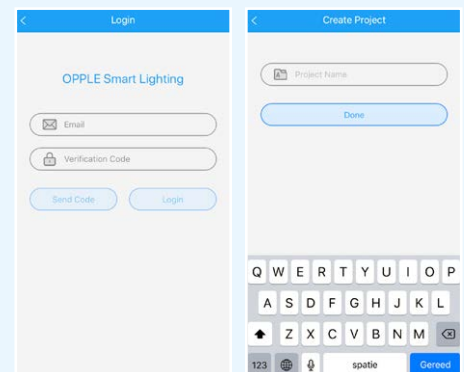 Login
OPPLE Smart Lighting
Email
Verification Code
Send Code
Login
Create Project
Project Name
Done
Q W E R T Y U I O P
A S D F G H J K L
Z X C V B N M
123 spatie Gereed